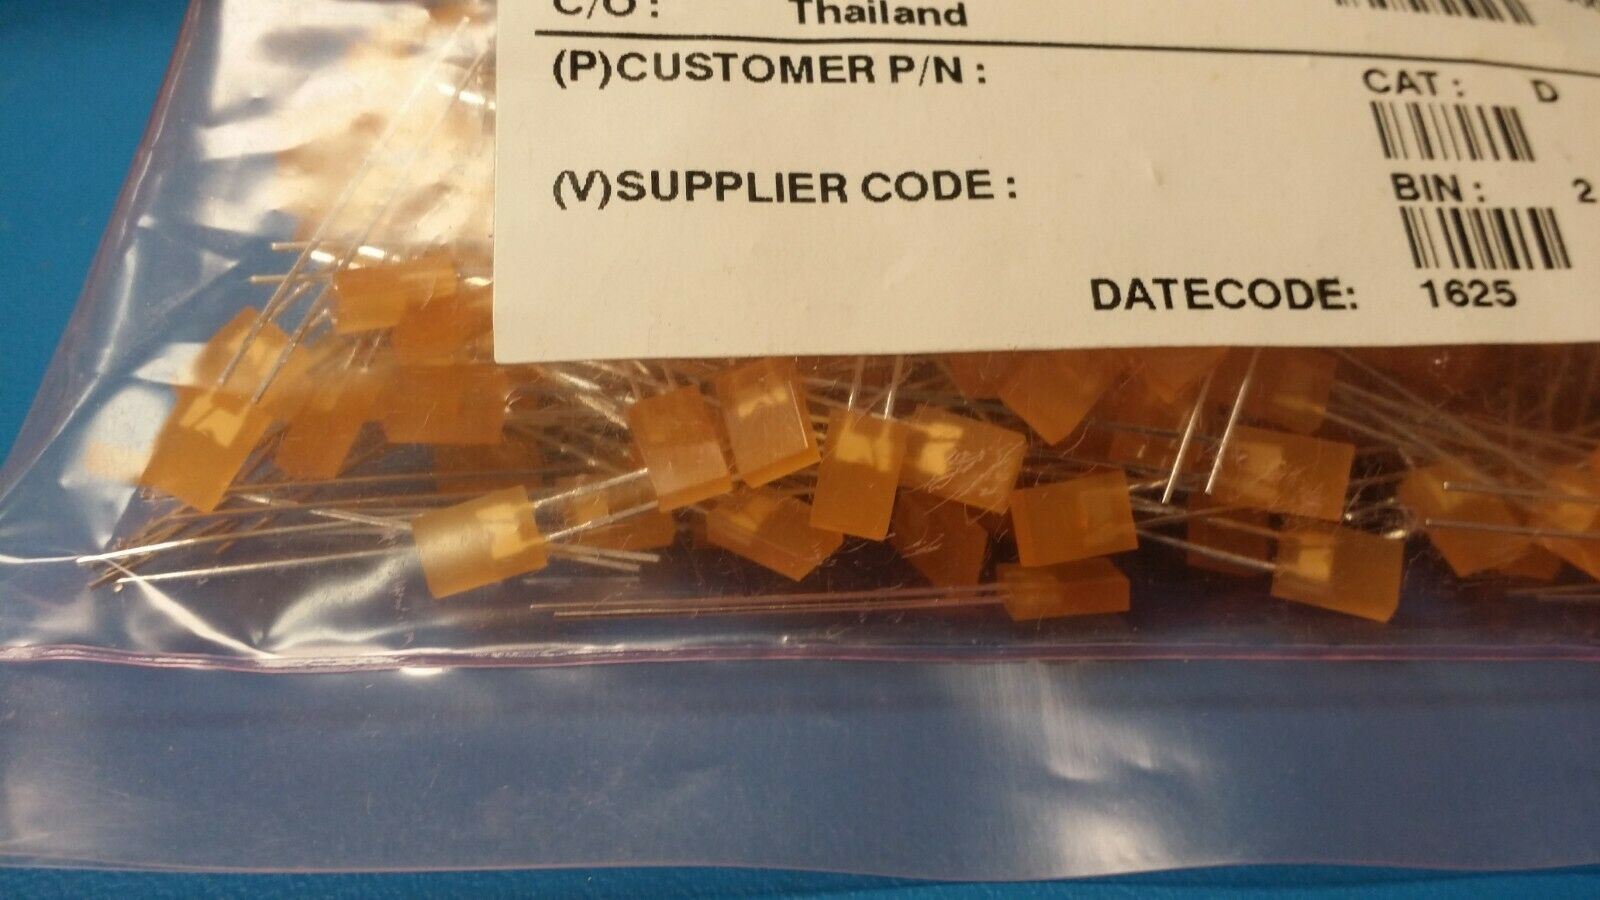 C/O : Thailand
(P)CUSTOMER P/N :
CAT : D
(V)SUPPLIER CODE :
BIN : 2
DATECODE: 1625